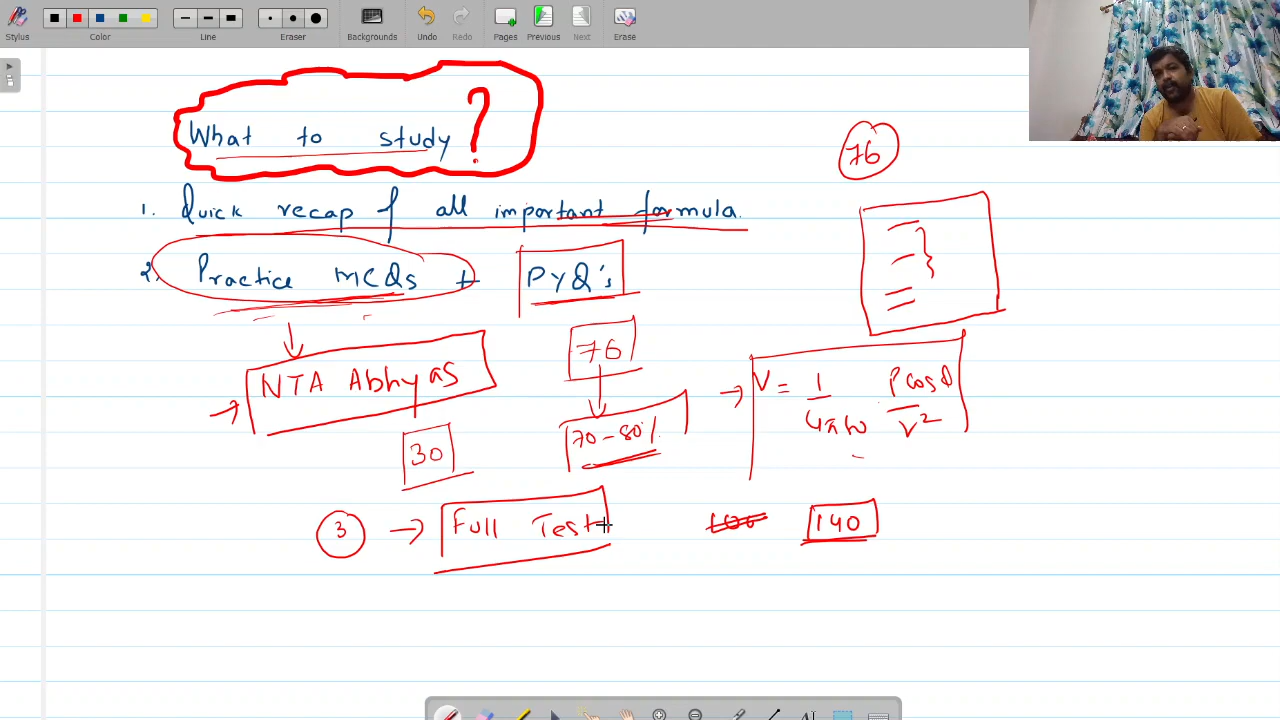 Stylus Color Line Eraser Backgrounds Undo Redo Pages Previous Next Erase
What to study ?
76
1. Quick recap of all important formula.
2. Practice MCQs + PYQ's
76
NTA Abhyas
V = 1 / 4πε0 PCosθ / r²
70-80%.
30
3 → Full Test
100 140